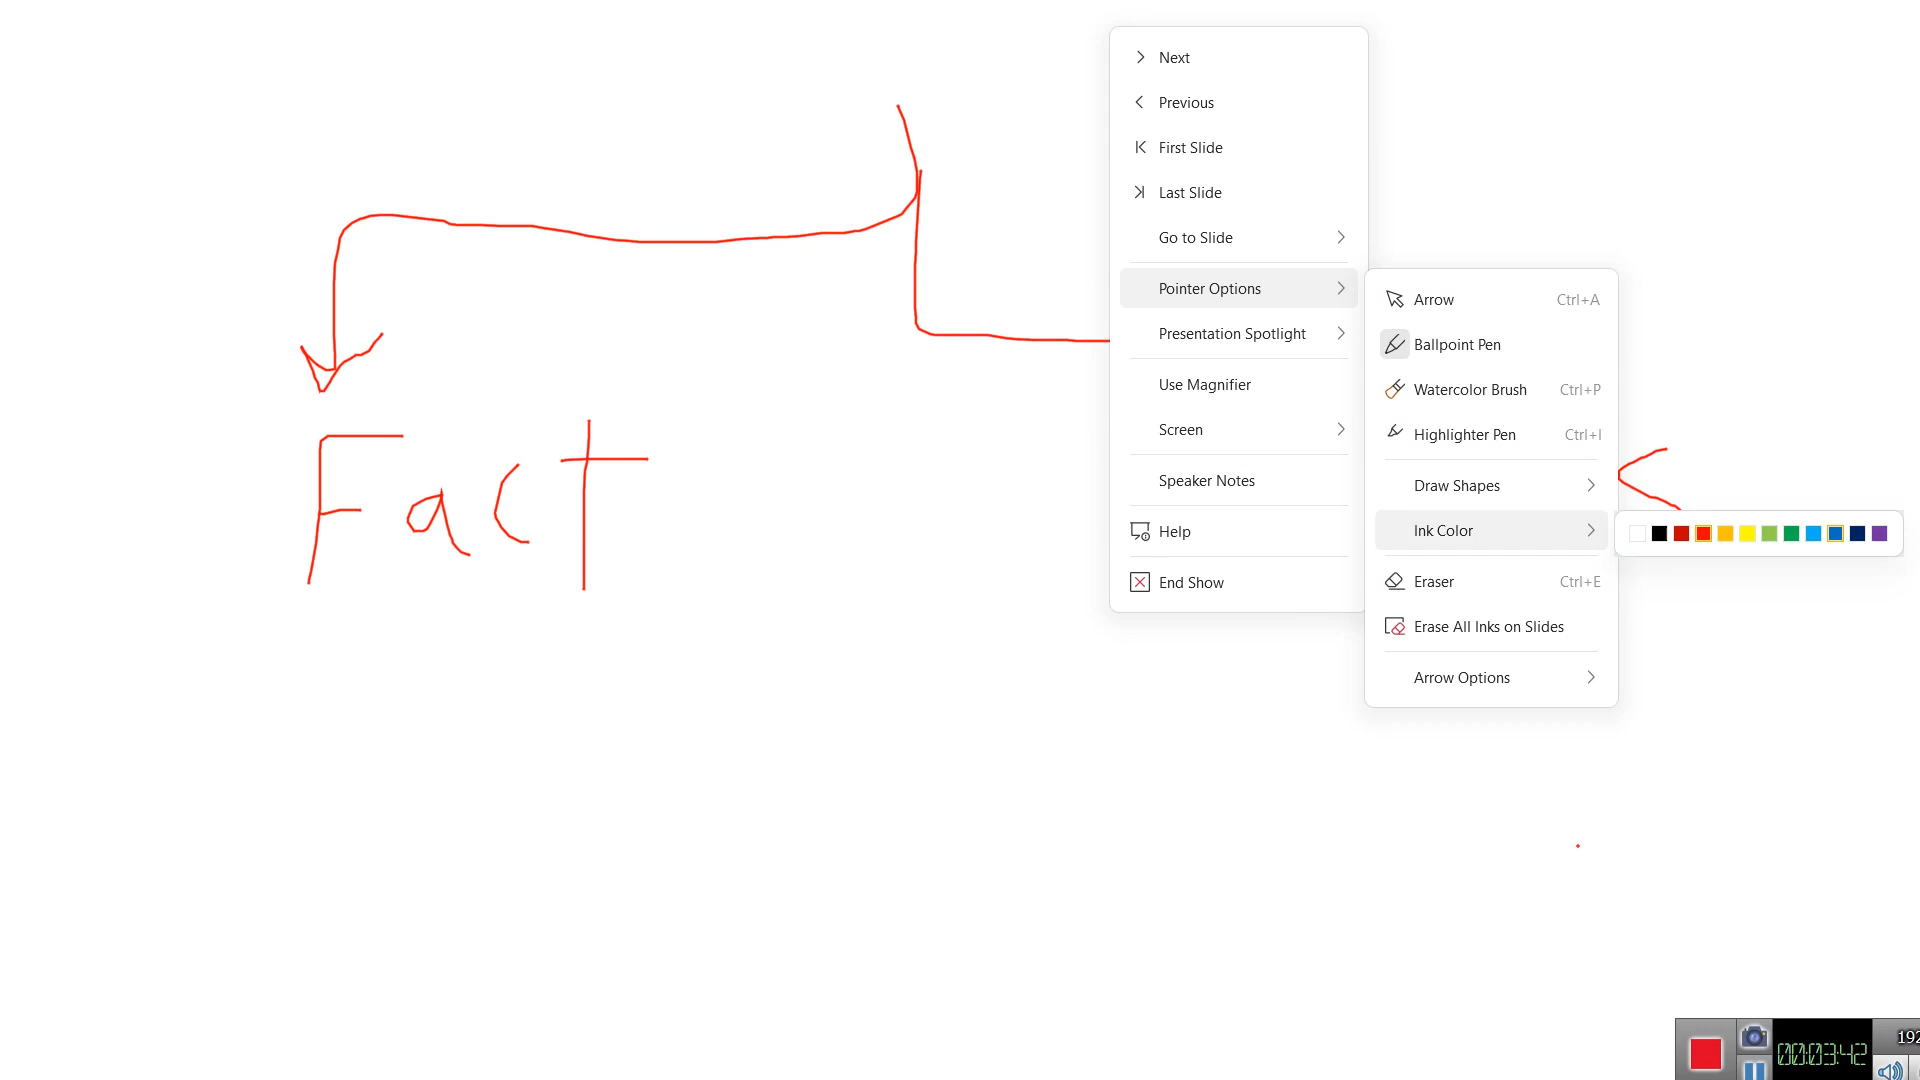 Next
Previous
First Slide
Last Slide
Go to Slide
Pointer Options
Presentation Spotlight
Use Magnifier
Screen
Speaker Notes
Help
End Show
Arrow Ctrl+A
Ballpoint Pen
Watercolor Brush Ctrl+P
Highlighter Pen Ctrl+I
Draw Shapes
Ink Color
Eraser Ctrl+E
Erase All Inks on Slides
Arrow Options
Fact
192
00:03:42